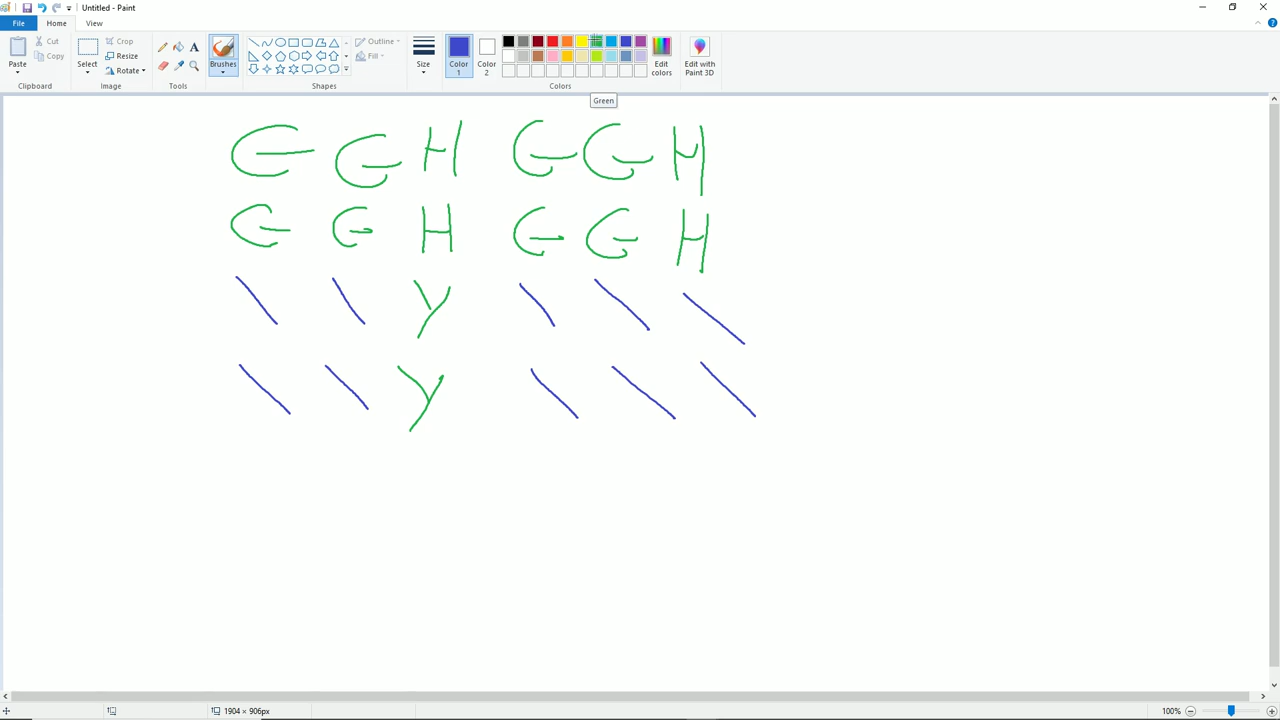 Untitled - Paint
File Home View
Paste Cut Copy Select Crop Resize Rotate Brushes Size Color 1 Color 2 Outline Fill Edit colors Edit with Paint 3D
Clipboard Image Tools Shapes Colors
Green
G G H G G H
G G H G G H
\ \ Y \ \ \
\ \ Y \ \ \
1904 × 906px 100%